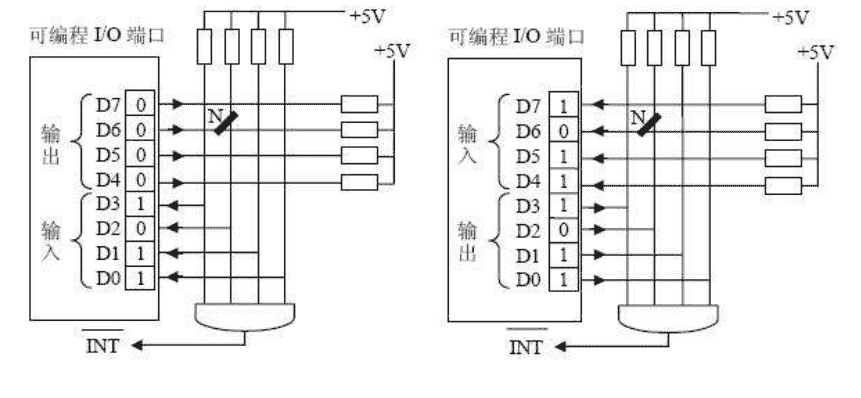 +5V
可编程 I/O 端口
+5V
输出
D7 0
D6 0
D5 0
D4 0
N
输入
D3 1
D2 0
D1 1
D0 1
INT
+5V
可编程 I/O 端口
+5V
输入
D7 1
D6 0
D5 1
D4 1
N
输出
D3 1
D2 0
D1 1
D0 1
INT